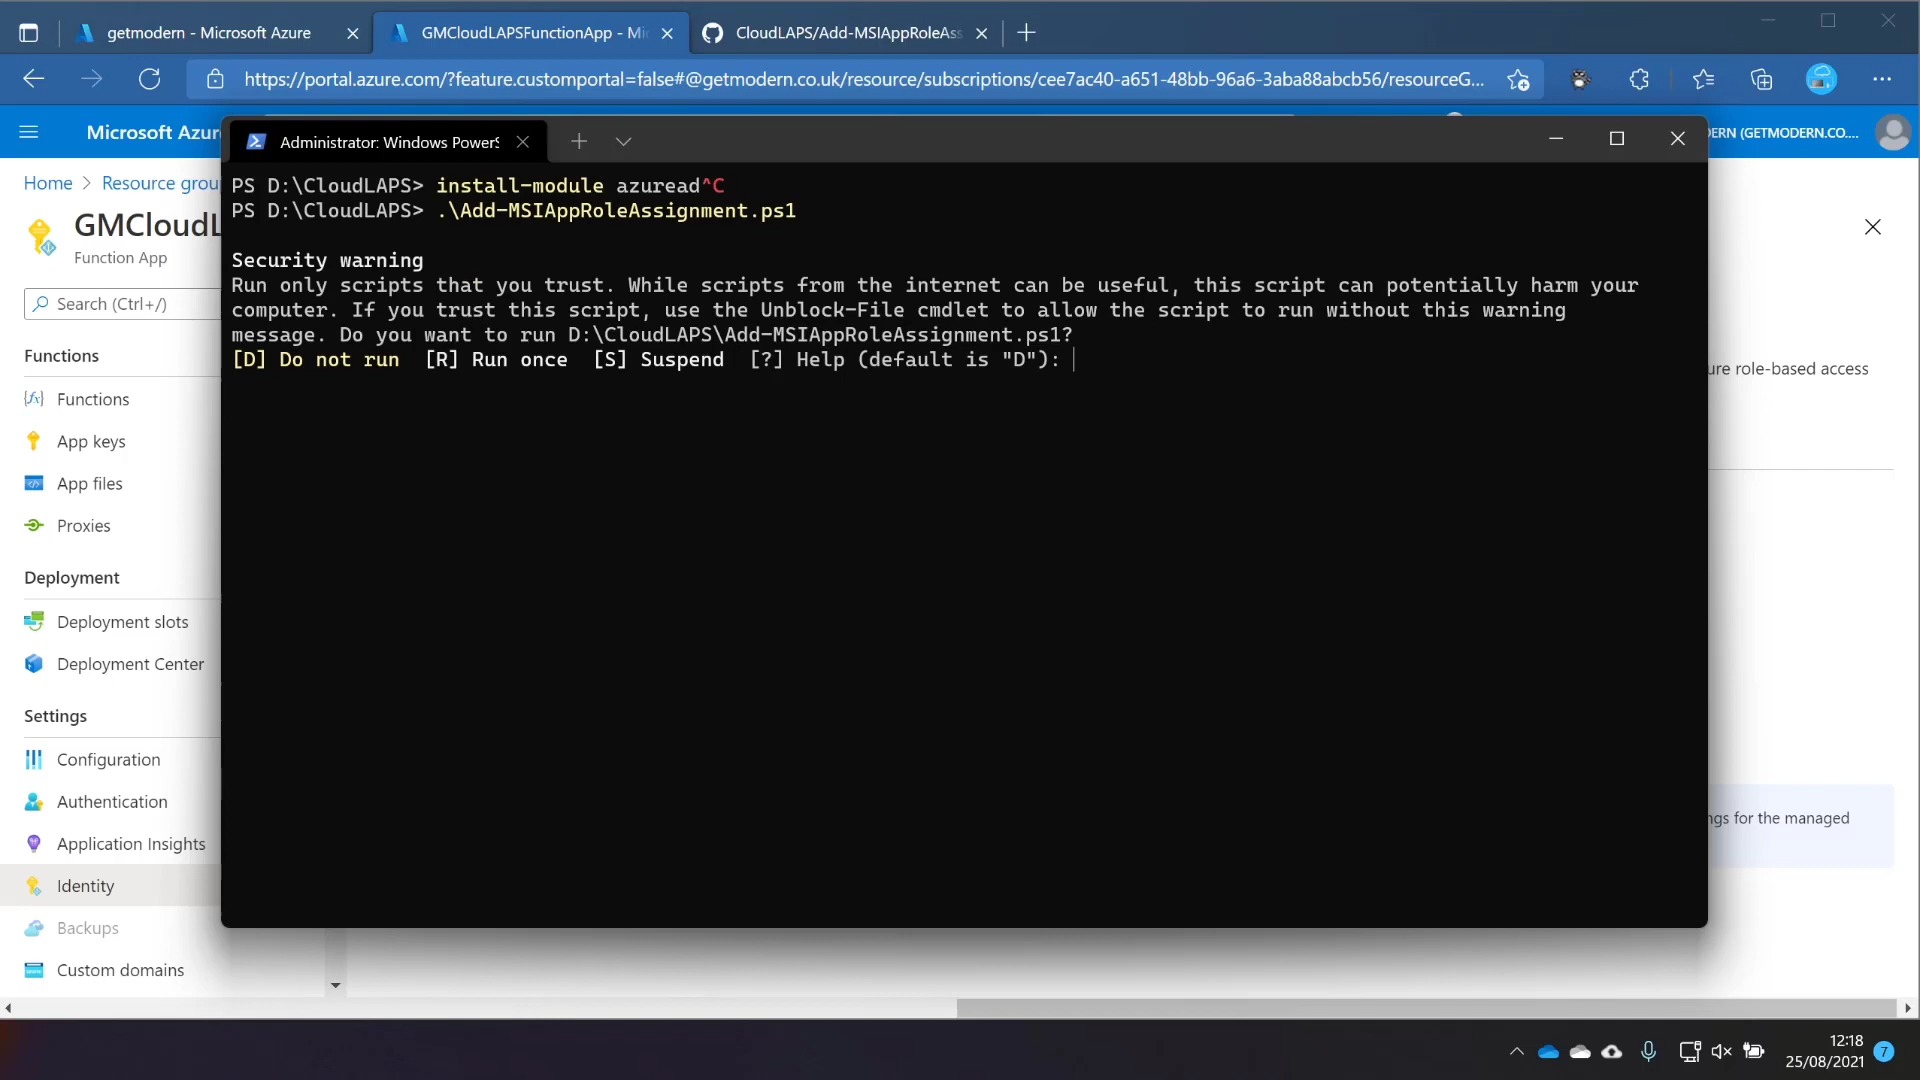 getmodern - Microsoft Azure
GMCloudLAPSFunctionApp - Mi
CloudLAPS/Add-MSIAppRoleAss
https://portal.azure.com/?feature.customportal=false#@getmodern.co.uk/resource/subscriptions/cee7ac40-a651-48bb-96a6-3aba88abcb56/resourceG...
Microsoft Azur
ERN (GETMODERN.CO....
Administrator: Windows PowerS
Home > Resource grou
GMCloudL
Function App
Search (Ctrl+/)
Functions
Functions
App keys
App files
Proxies
Deployment
Deployment slots
Deployment Center
Settings
Configuration
Authentication
Application Insights
Identity
Backups
Custom domains
PS D:\CloudLAPS> install-module azuread^C
PS D:\CloudLAPS> .\Add-MSIAppRoleAssignment.ps1
Security warning
Run only scripts that you trust. While scripts from the internet can be useful, this script can potentially harm your
computer. If you trust this script, use the Unblock-File cmdlet to allow the script to run without this warning
message. Do you want to run D:\CloudLAPS\Add-MSIAppRoleAssignment.ps1?
[D] Do not run [R] Run once [S] Suspend [?] Help (default is "D"):
ure role-based access
ngs for the managed
12:18
25/08/2021
7